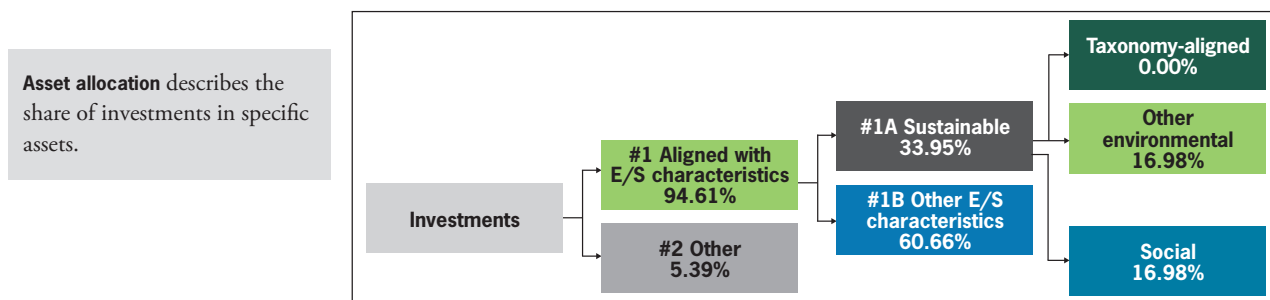 Asset allocation describes the
share of investments in specific
assets.
Investments
#1 Aligned with
E/S characteristics
94.61%
#2 Other
5.39%
#1A Sustainable
33.95%
#1B Other E/S
characteristics
60.66%
Taxonomy-aligned
0.00%
Other
environmental
16.98%
Social
16.98%